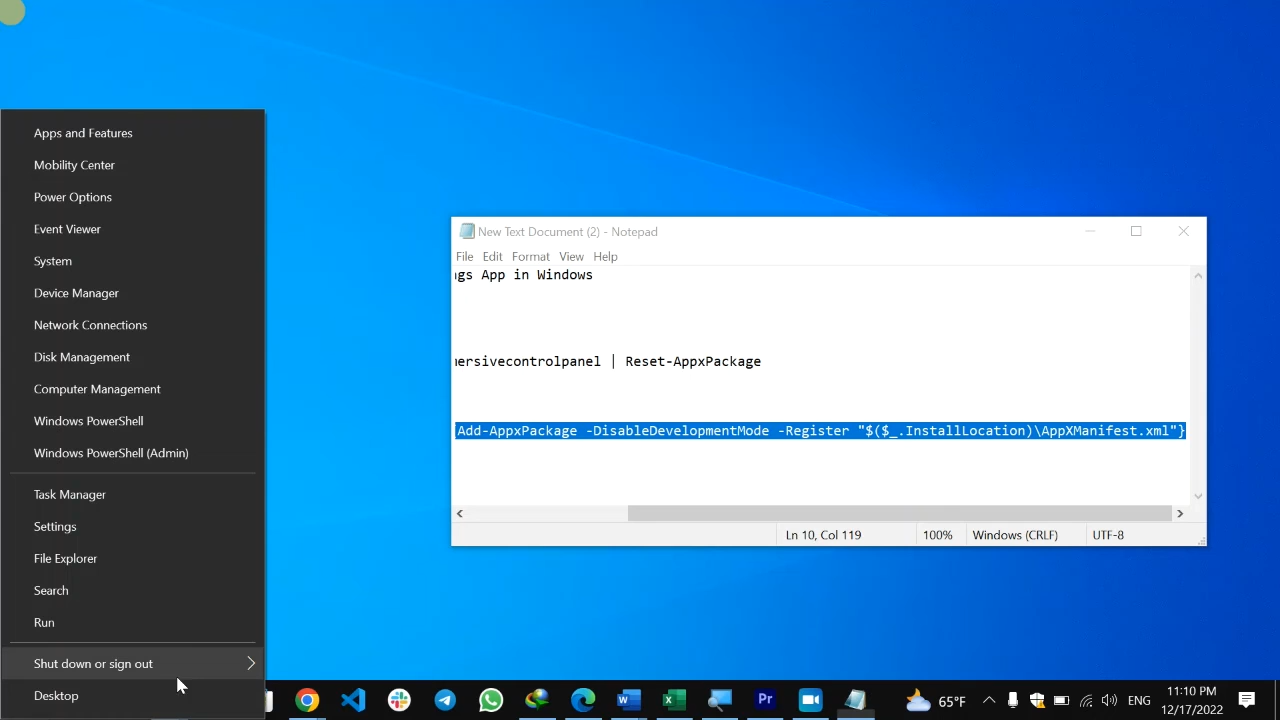 Apps and Features
Mobility Center
Power Options
Event Viewer
System
Device Manager
Network Connections
Disk Management
Computer Management
Windows PowerShell
Windows PowerShell (Admin)
Task Manager
Settings
File Explorer
Search
Run
Shut down or sign out
Desktop
New Text Document (2) - Notepad
File Edit Format View Help
App in Windows
| Reset-AppxPackage
Add-AppxPackage -DisableDevelopmentMode -Register "$($_.InstallLocation)\AppXManifest.xml"}
Ln 10, Col 119 100% Windows (CRLF) UTF-8
Pr
65°F ENG 11:10 PM
12/17/2022